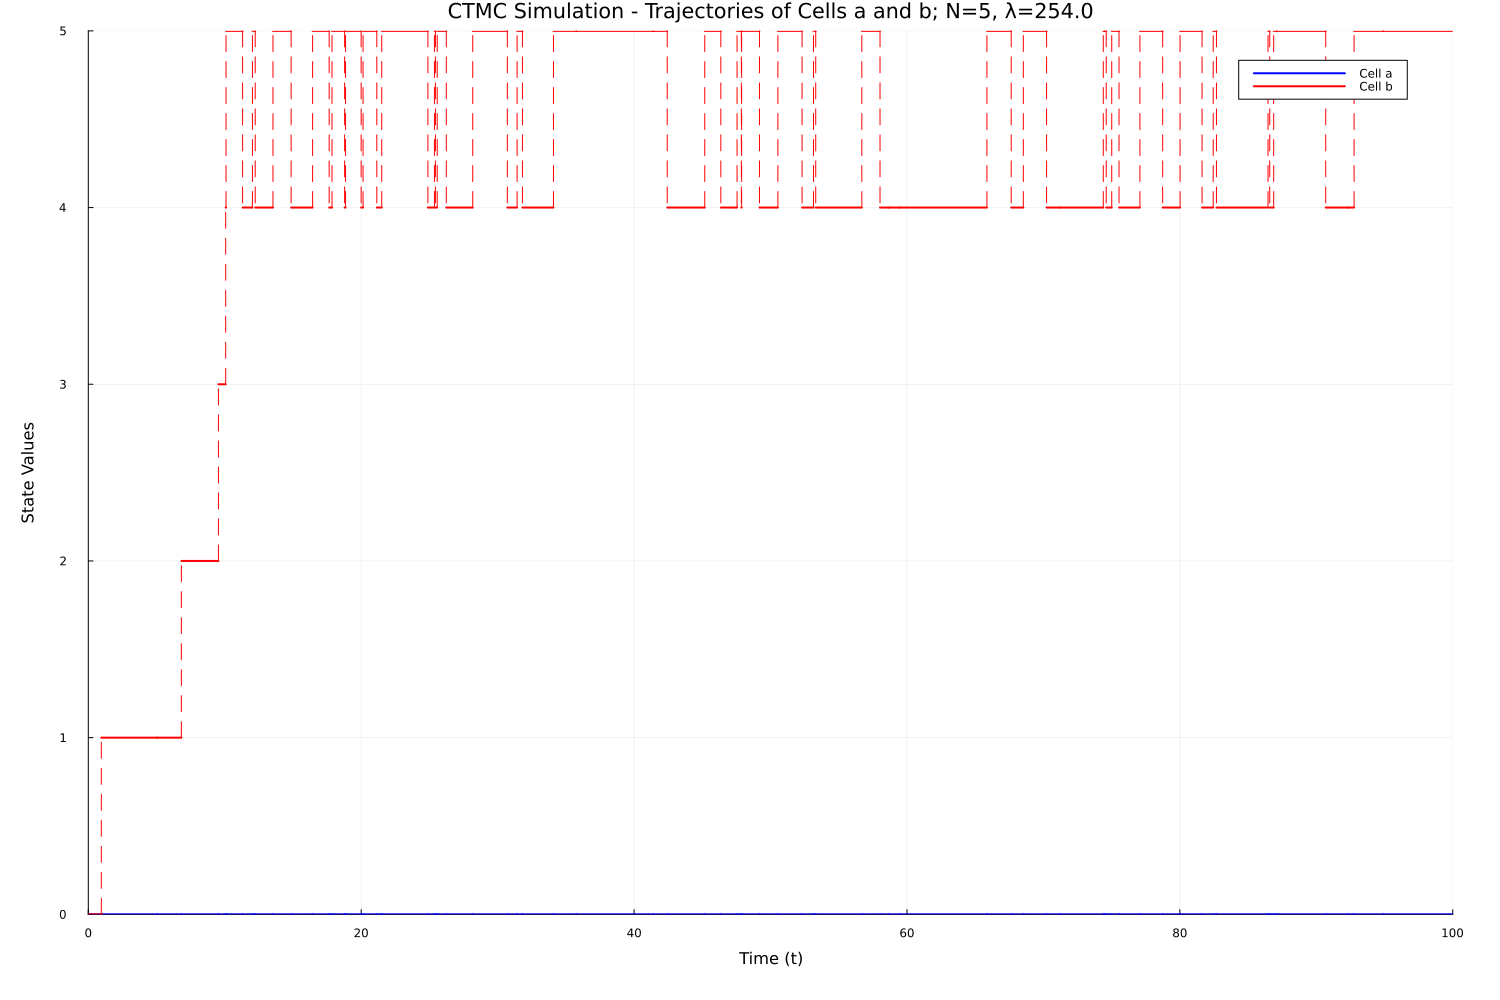 CTMC Simulation - Trajectories of Cells a and b; N=5, λ=254.0
5
Cell a
Cell b
4
3
State Values
2
1
0
0 20 40 60 80 100
Time (t)